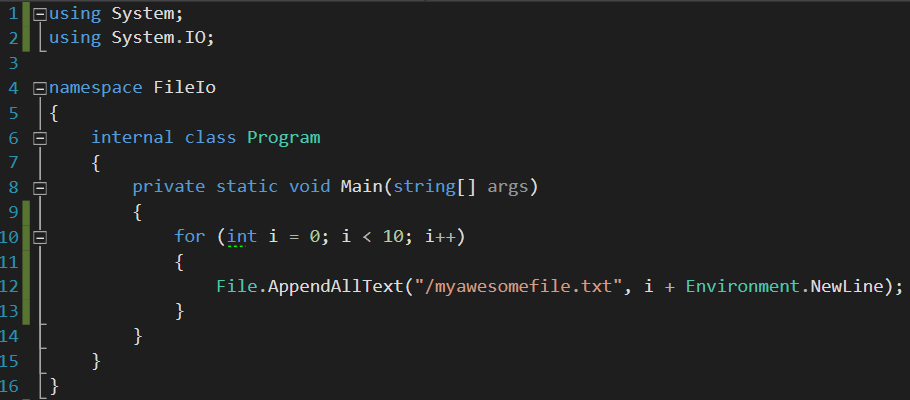 1 using System;
2 using System.IO;
3
4 namespace FileIo
5 {
6     internal class Program
7     {
8         private static void Main(string[] args)
9         {
10             for (int i = 0; i < 10; i++)
11             {
12                 File.AppendAllText("/myawesomefile.txt", i + Environment.NewLine);
13             }
14         }
15     }
16 }